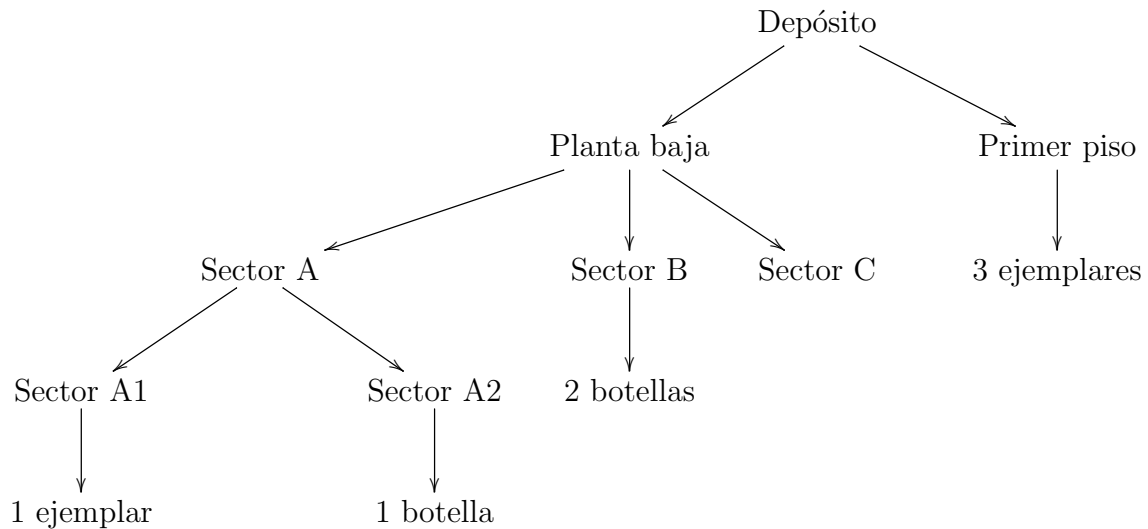 Depósito
Planta baja
Primer piso
Sector A
Sector B
Sector C
3 ejemplares
Sector A1
Sector A2
2 botellas
1 ejemplar
1 botella